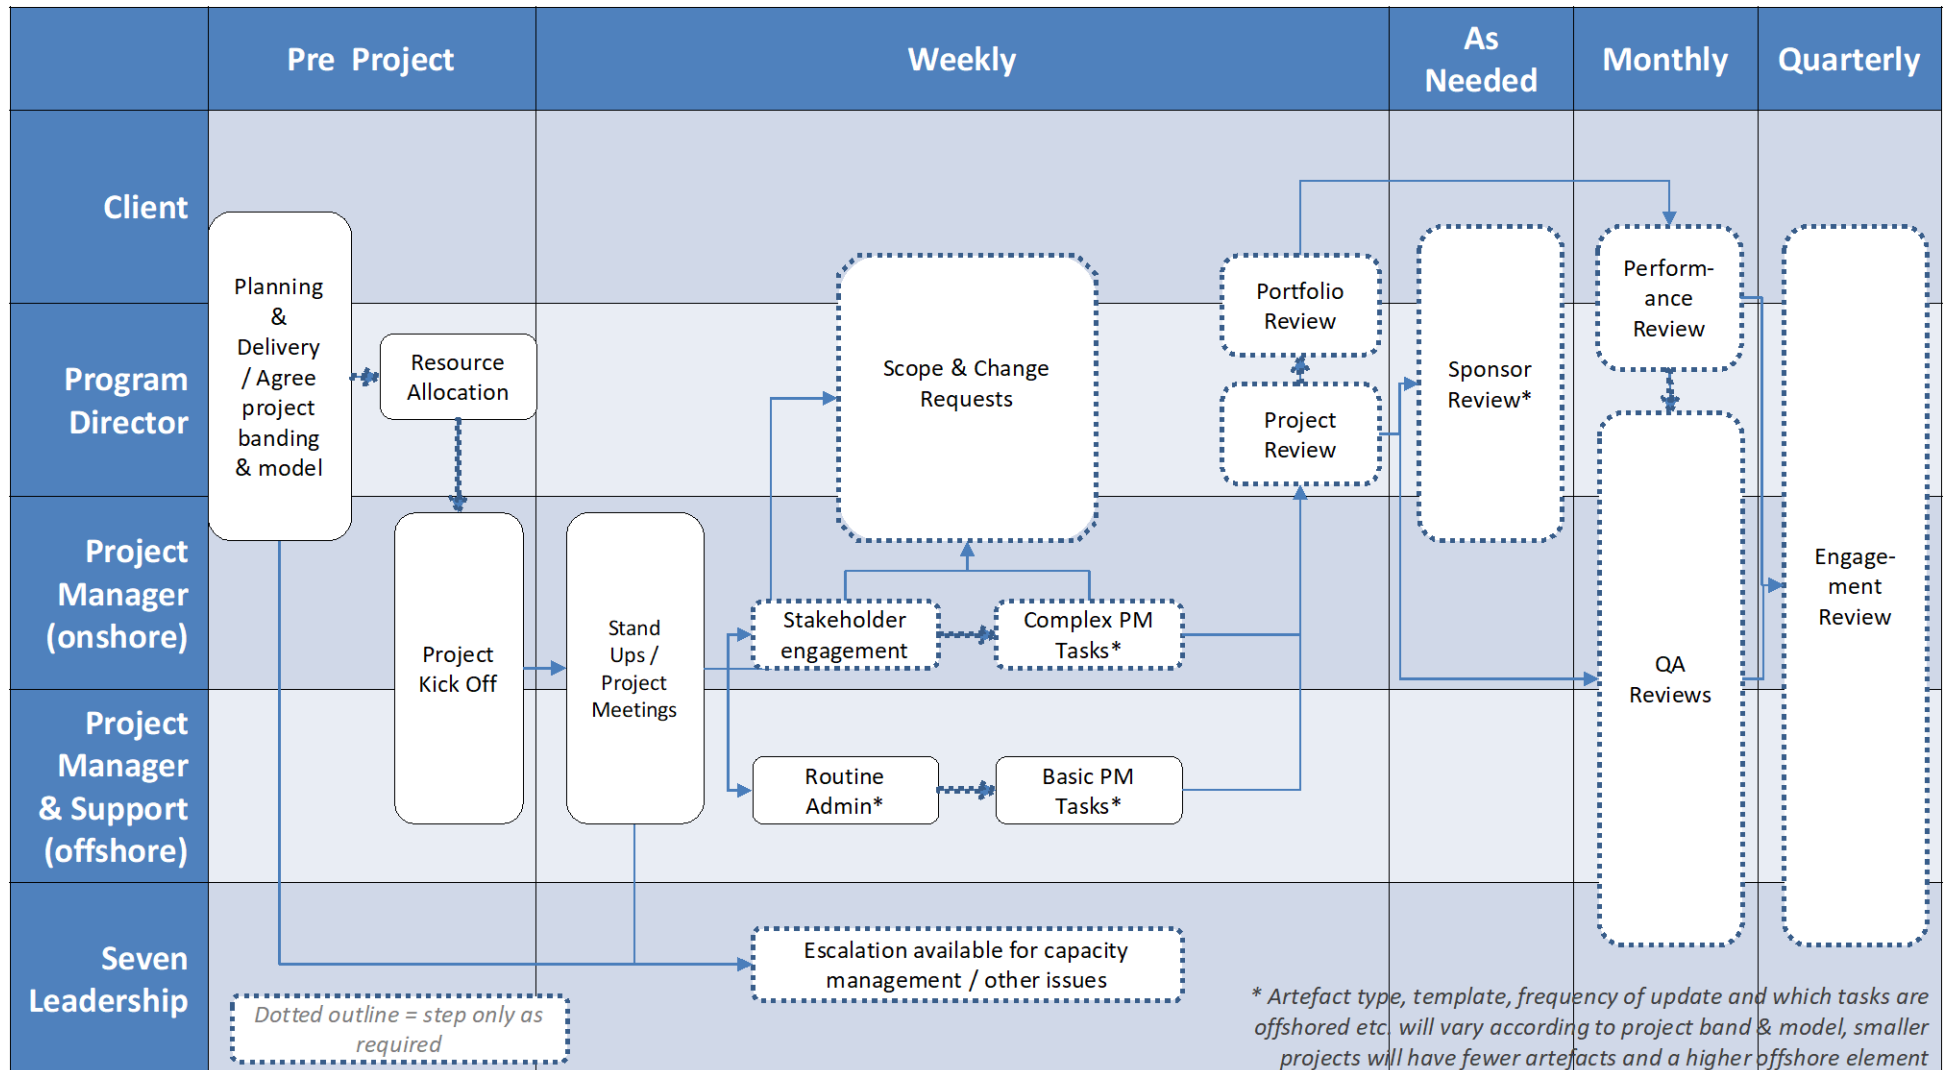 Pre Project
Weekly
As
Needed
Monthly
Quarterly
Client
Program
Director
Project
Manager
(onshore)
Project
Manager
& Support
(offshore)
Seven
Leadership
Planning
&
Delivery
/ Agree
project
banding
& model
Resource
Allocation
Project
Kick Off
Stand
Ups /
Project
Meetings
Scope & Change
Requests
Stakeholder
engagement
Complex PM
Tasks*
Routine
Admin*
Basic PM
Tasks*
Portfolio
Review
Project
Review
Sponsor
Review*
Perform-
ance
Review
QA
Reviews
Engage-
ment
Review
Escalation available for capacity
management / other issues
Dotted outline = step only as
required
* Artefact type, template, frequency of update and which tasks are
offshored etc. will vary according to project band & model, smaller
projects will have fewer artefacts and a higher offshore element